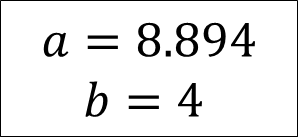 a = 8.894
b = 4